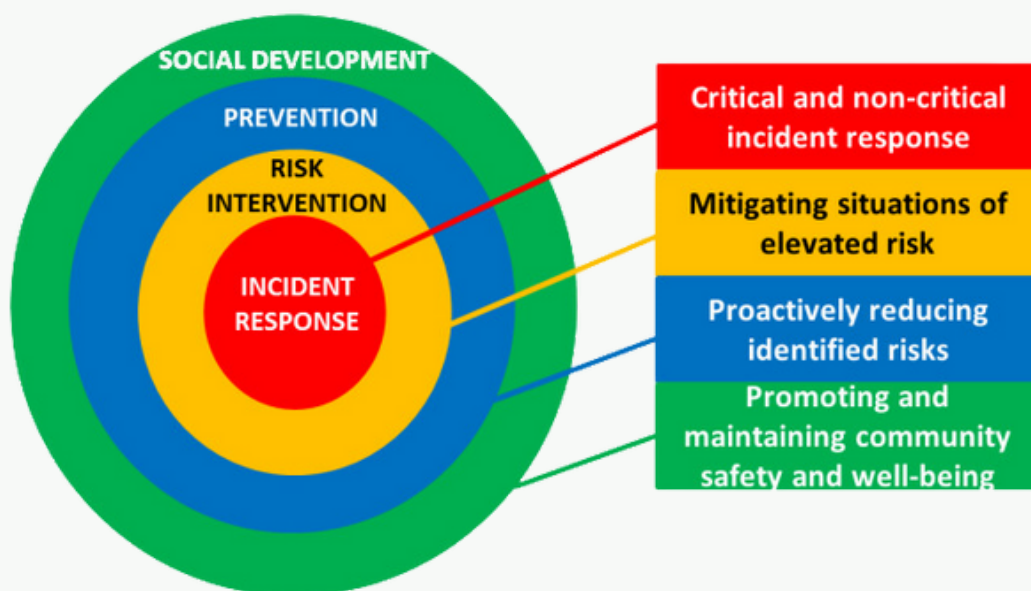 SOCIAL DEVELOPMENT
PREVENTION
RISK
INTERVENTION
INCIDENT
RESPONSE
Critical and non-critical
incident response
Mitigating situations of
elevated risk
Proactively reducing
identified risks
Promoting and
maintaining community
safety and well-being